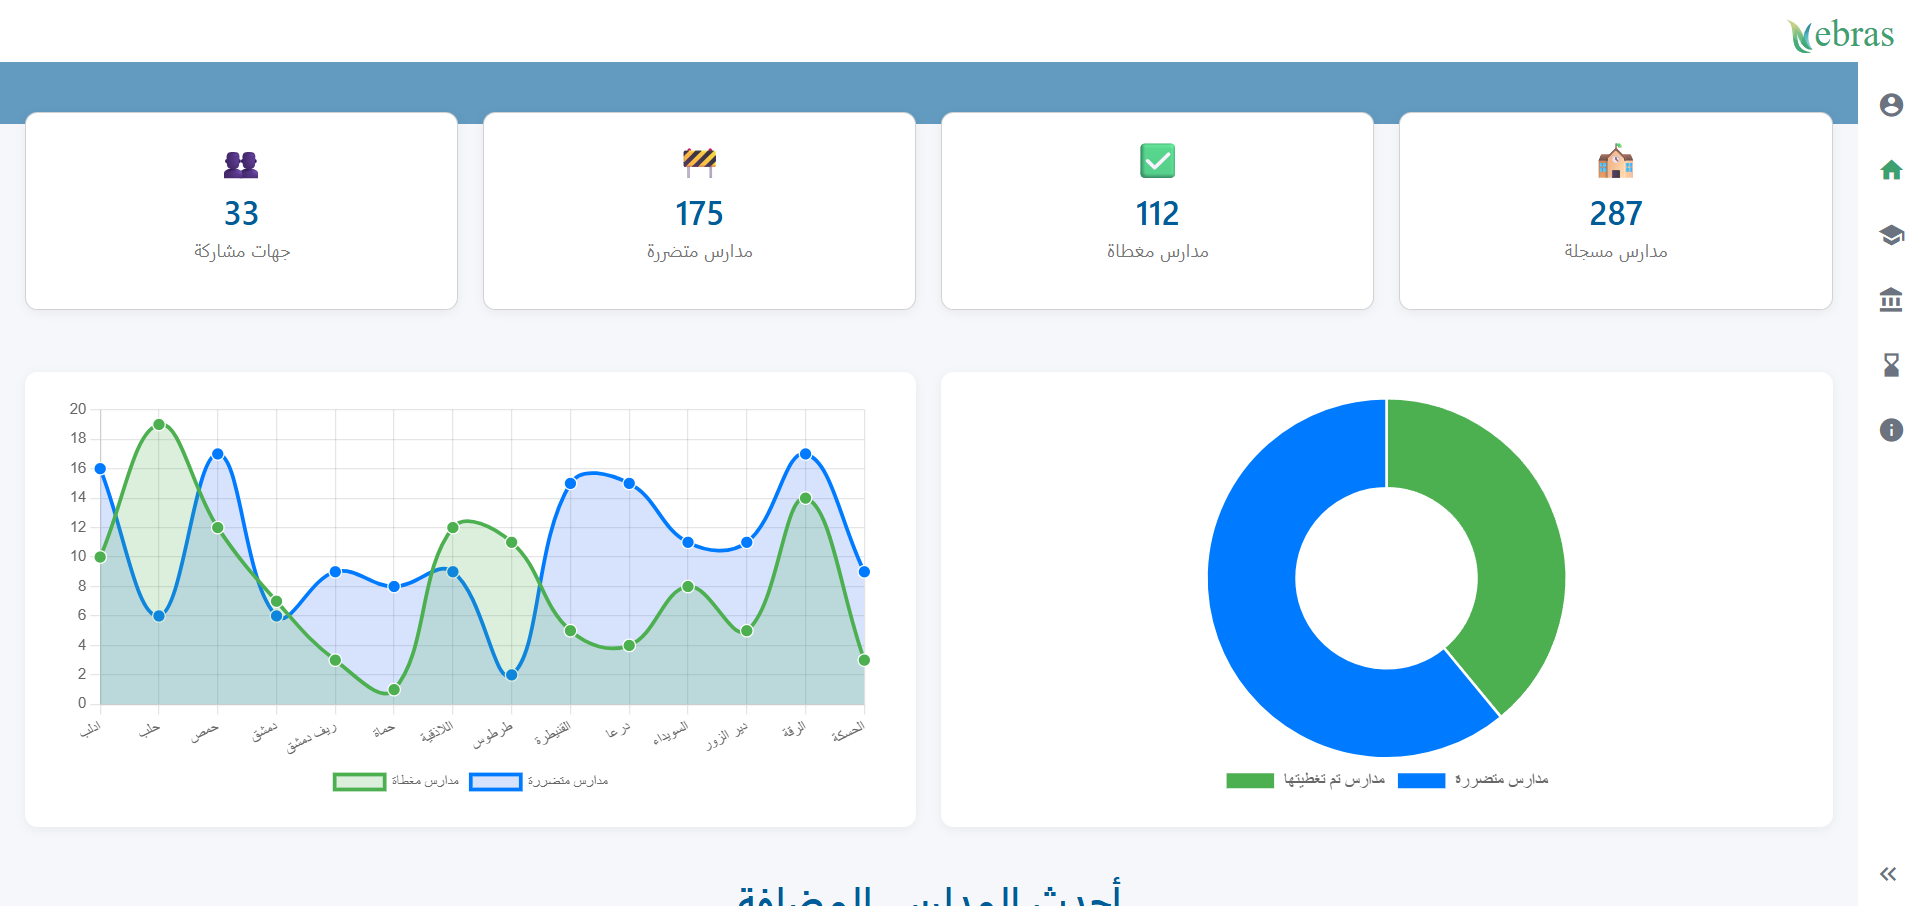 ebras
287
مدارس مسجلة
112
مدارس مغطاة
175
مدارس متضررة
33
جهات مشاركة
مدارس متضررة
مدارس تم تغطيتها
20
18
16
14
12
10
8
6
4
2
0
ادلب
حلب
حمص
دمشق
ريف دمشق
حماة
اللاذقية
طرطوس
القنيطرة
درعا
السويداء
دير الزور
الرقة
الحسكة
مدارس متضررة
مدارس مغطاة
أحدث المدارس المضافة